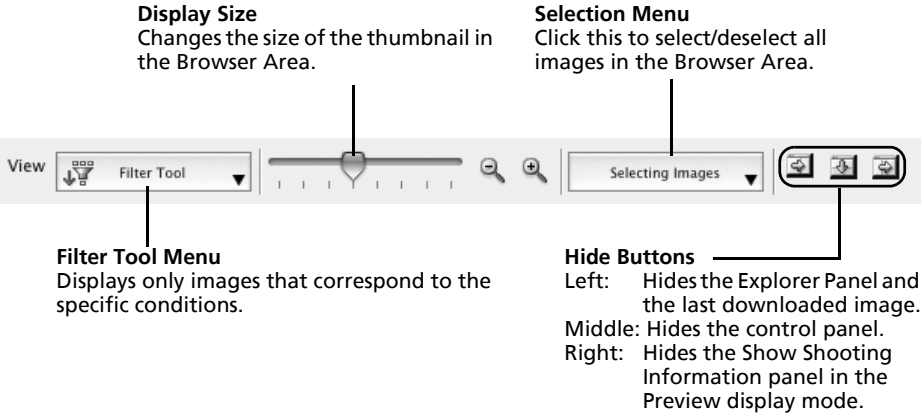 Display Size
Changes the size of the thumbnail in
the Browser Area.
Selection Menu
Click this to select/deselect all
images in the Browser Area.
View
Filter Tool
Selecting Images
Filter Tool Menu
Displays only images that correspond to the
specific conditions.
Hide Buttons
Left: Hides the Explorer Panel and
the last downloaded image.
Middle: Hides the control panel.
Right: Hides the Show Shooting
Information panel in the
Preview display mode.